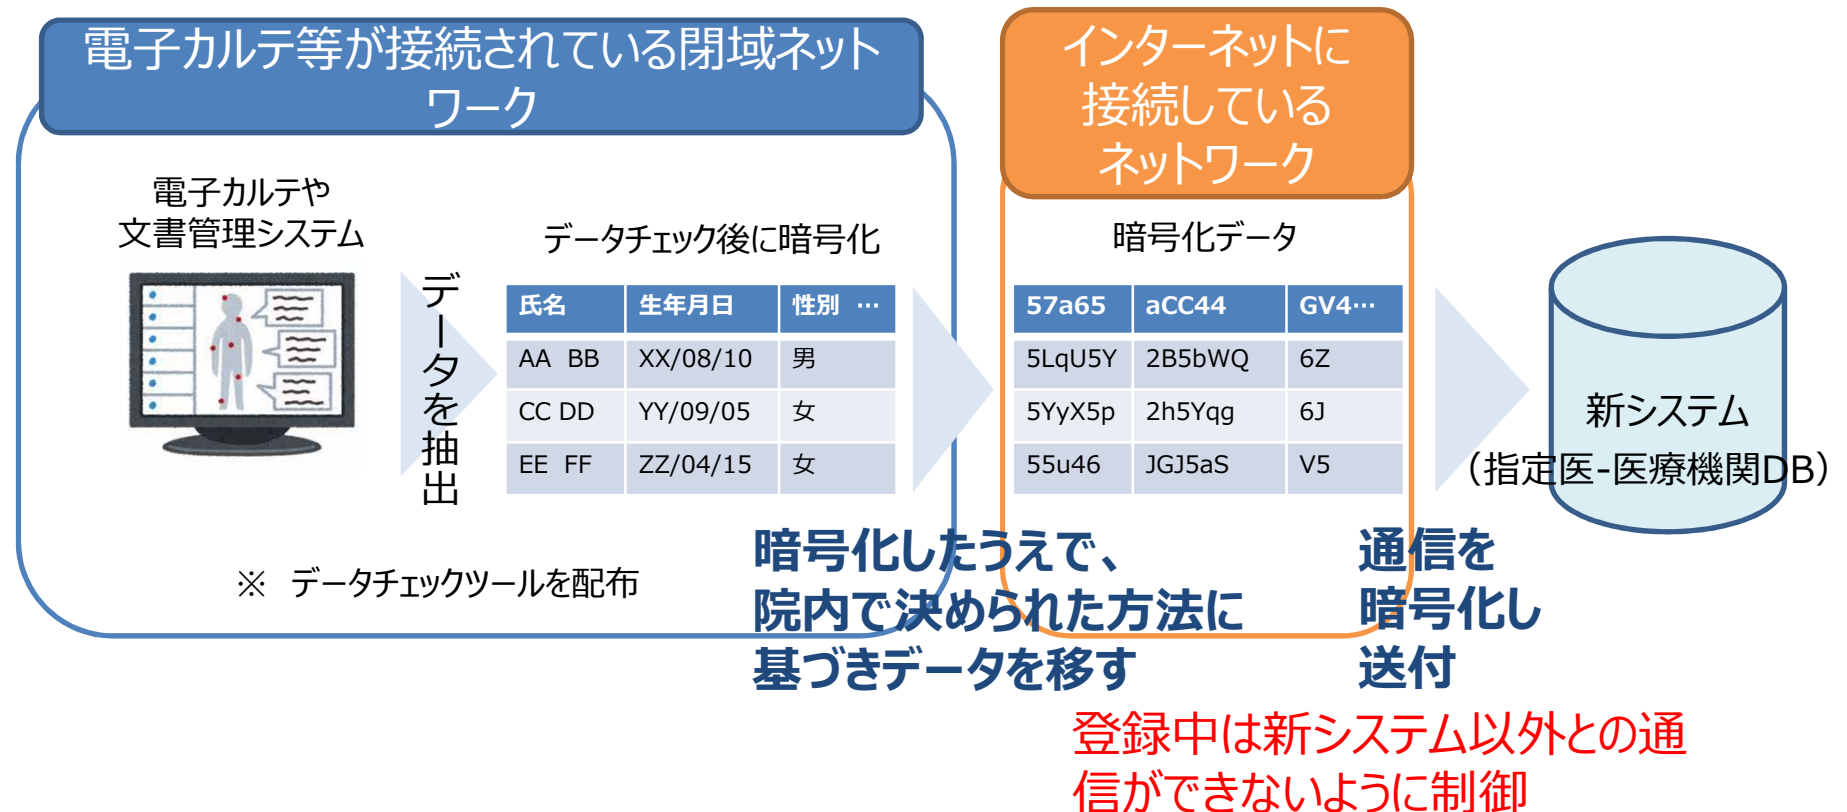 電子カルテ等が接続されている閉域ネット
ワーク
インターネットに
接続している
ネットワーク
電子カルテや
文書管理システム
データを抽出
データチェック後に暗号化
氏名 生年月日 性別 …
AA BB XX/08/10 男
CC DD YY/09/05 女
EE FF ZZ/04/15 女
※ データチェックツールを配布
暗号化データ
57a65 aCC44 GV4…
5LqU5Y 2B5bWQ 6Z
5YyX5p 2h5Yqg 6J
55u46 JGJ5aS V5
新システム
（指定医-医療機関DB）
暗号化したうえで、
院内で決められた方法に
基づきデータを移す
通信を
暗号化し
送付
登録中は新システム以外との通
信ができないように制御